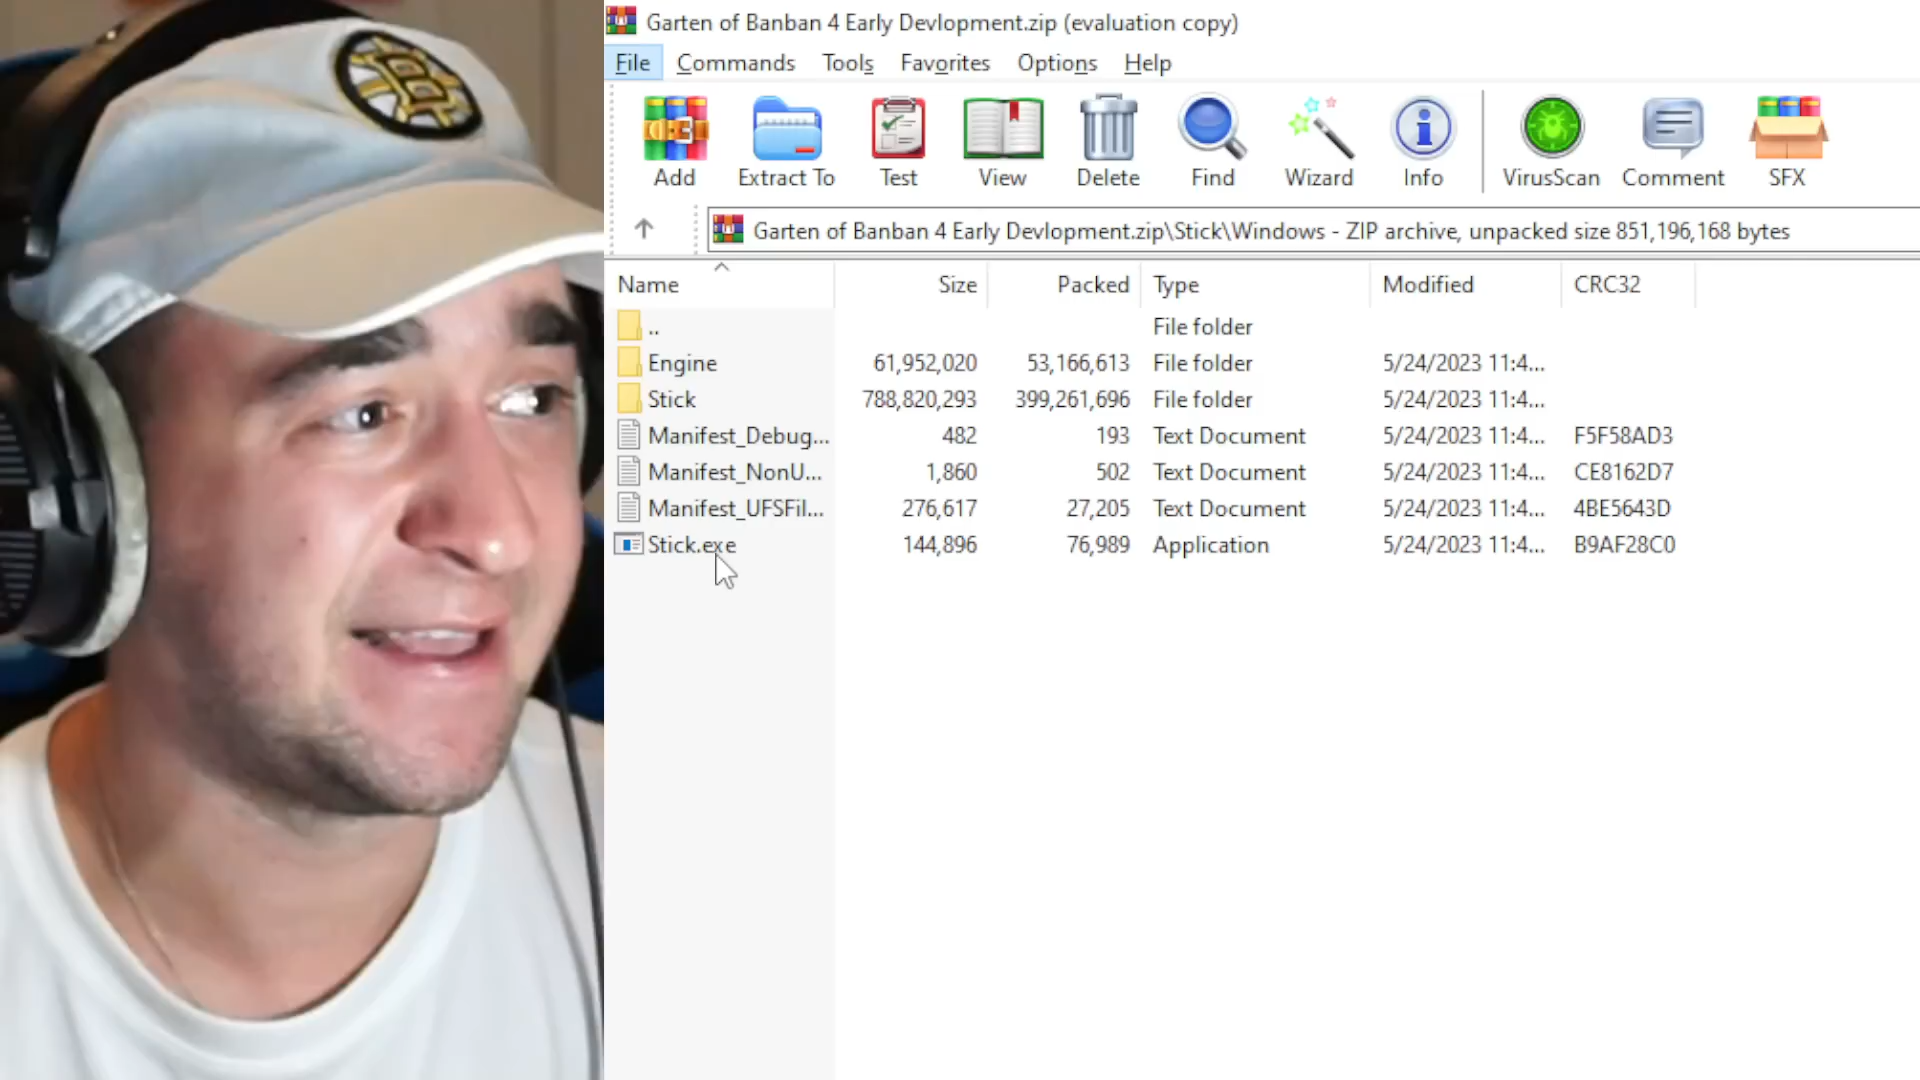 Garten of Banban 4 Early Devlopment.zip (evaluation copy)
File Commands Tools Favorites Options Help
Add Extract To Test View Delete Find Wizard Info VirusScan Comment SFX
Garten of Banban 4 Early Devlopment.zip\Stick\Windows - ZIP archive, unpacked size 851,196,168 bytes
Name Size Packed Type Modified CRC32
.. File folder
Engine 61,952,020 53,166,613 File folder 5/24/2023 11:4...
Stick 788,820,293 399,261,696 File folder 5/24/2023 11:4...
Manifest_Debug... 482 193 Text Document 5/24/2023 11:4... F5F58AD3
Manifest_NonU... 1,860 502 Text Document 5/24/2023 11:4... CE8162D7
Manifest_UFSFil... 276,617 27,205 Text Document 5/24/2023 11:4... 4BE5643D
Stick.exe 144,896 76,989 Application 5/24/2023 11:4... B9AF28C0
B